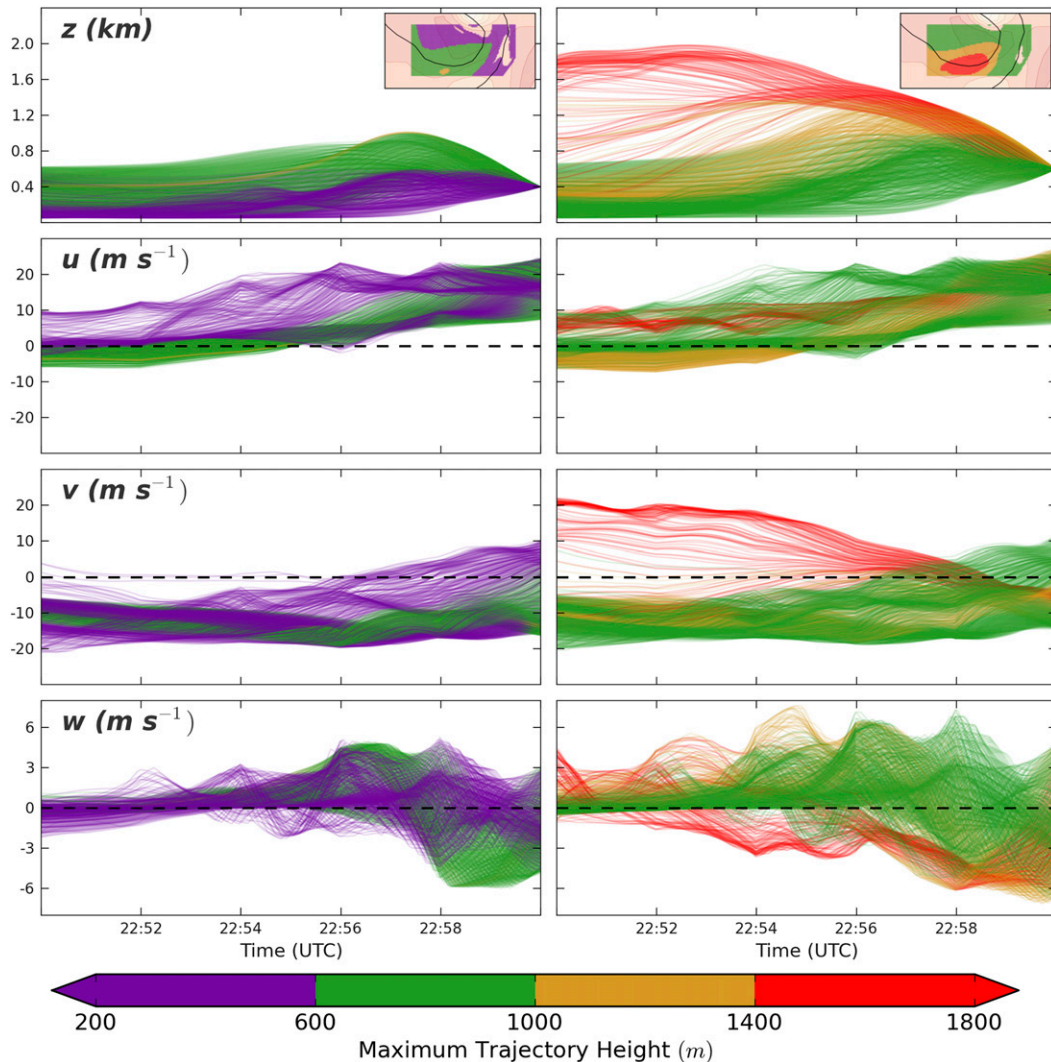 z (km)
2.0
1.6
1.2
0.8
0.4
u (m s⁻¹)
20
10
0
-10
-20
v (m s⁻¹)
20
10
0
-10
-20
w (m s⁻¹)
6
3
0
-3
-6
22:52 22:54 22:56 22:58 22:52 22:54 22:56 22:58
Time (UTC) Time (UTC)
200 600 1000 1400 1800
Maximum Trajectory Height (m)